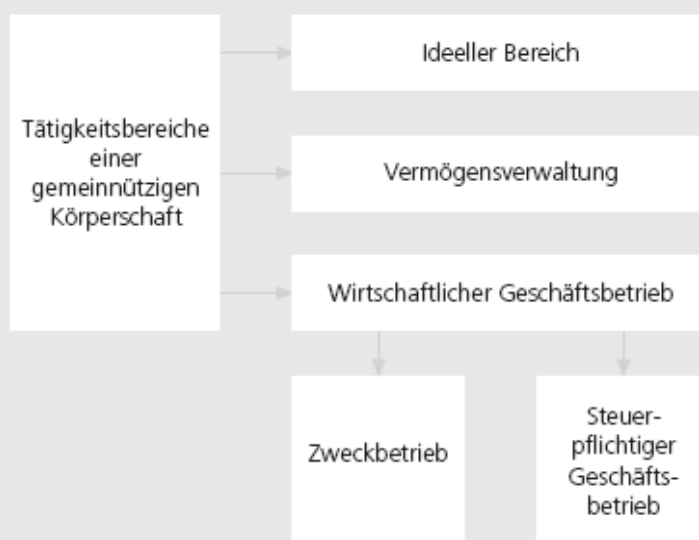 Tätigkeitsbereiche
einer
gemeinnützigen
Körperschaft
Ideeller Bereich
Vermögensverwaltung
Wirtschaftlicher Geschäftsbetrieb
Zweckbetrieb
Steuer-
pflichtiger
Geschäfts-
betrieb